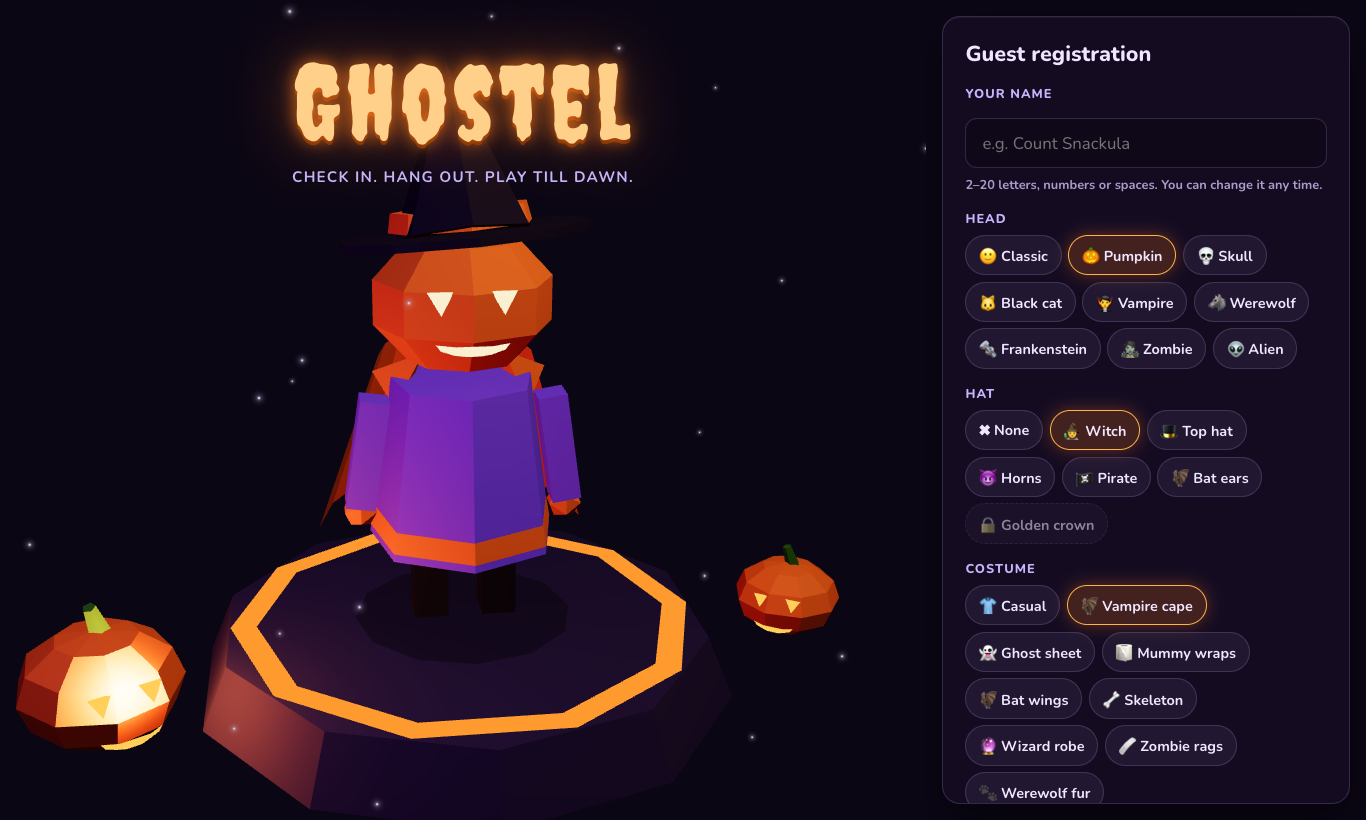 GHOSTEL
CHECK IN. HANG OUT. PLAY TILL DAWN.
Guest registration
YOUR NAME
e.g. Count Snackula
2–20 letters, numbers or spaces. You can change it any time.
HEAD
Classic Pumpkin Skull
Black cat Vampire Werewolf
Frankenstein Zombie Alien
HAT
None Witch Top hat
Horns Pirate Bat ears
Golden crown
COSTUME
Casual Vampire cape
Ghost sheet Mummy wraps
Bat wings Skeleton
Wizard robe Zombie rags
Werewolf fur